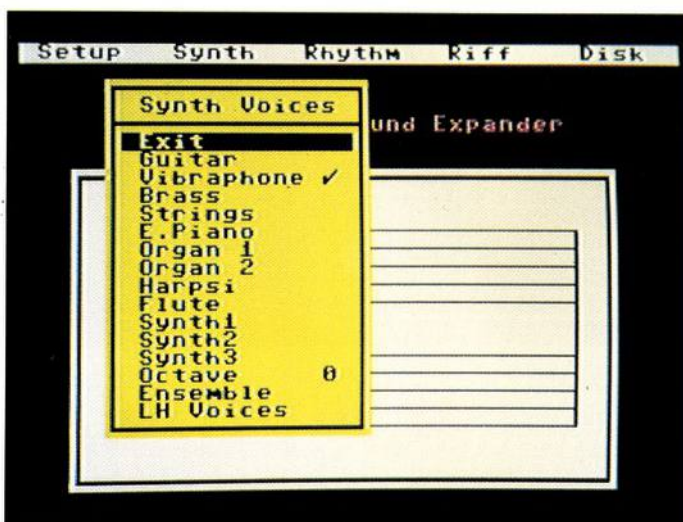 Setup Synth Rhythm Riff Disk
Synth Voices
und Expander
Exit
Guitar
Vibraphone ✓
Brass
Strings
E.Piano
Organ 1
Organ 2
Harpsi
Flute
Synth1
Synth2
Synth3
Octave 0
Ensemble
LH Voices